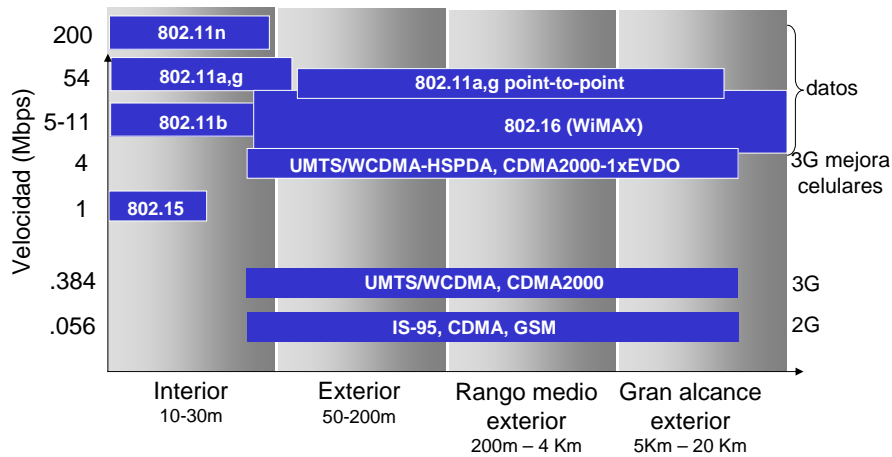 Velocidad (Mbps)
200
802.11n
54
802.11a,g
802.11a,g point-to-point
datos
5-11
802.11b
802.16 (WiMAX)
4
UMTS/WCDMA-HSPDA, CDMA2000-1xEVDO
3G mejora
celulares
1
802.15
.384
UMTS/WCDMA, CDMA2000
3G
.056
IS-95, CDMA, GSM
2G
Interior
10-30m
Exterior
50-200m
Rango medio
exterior
200m – 4 Km
Gran alcance
exterior
5Km – 20 Km